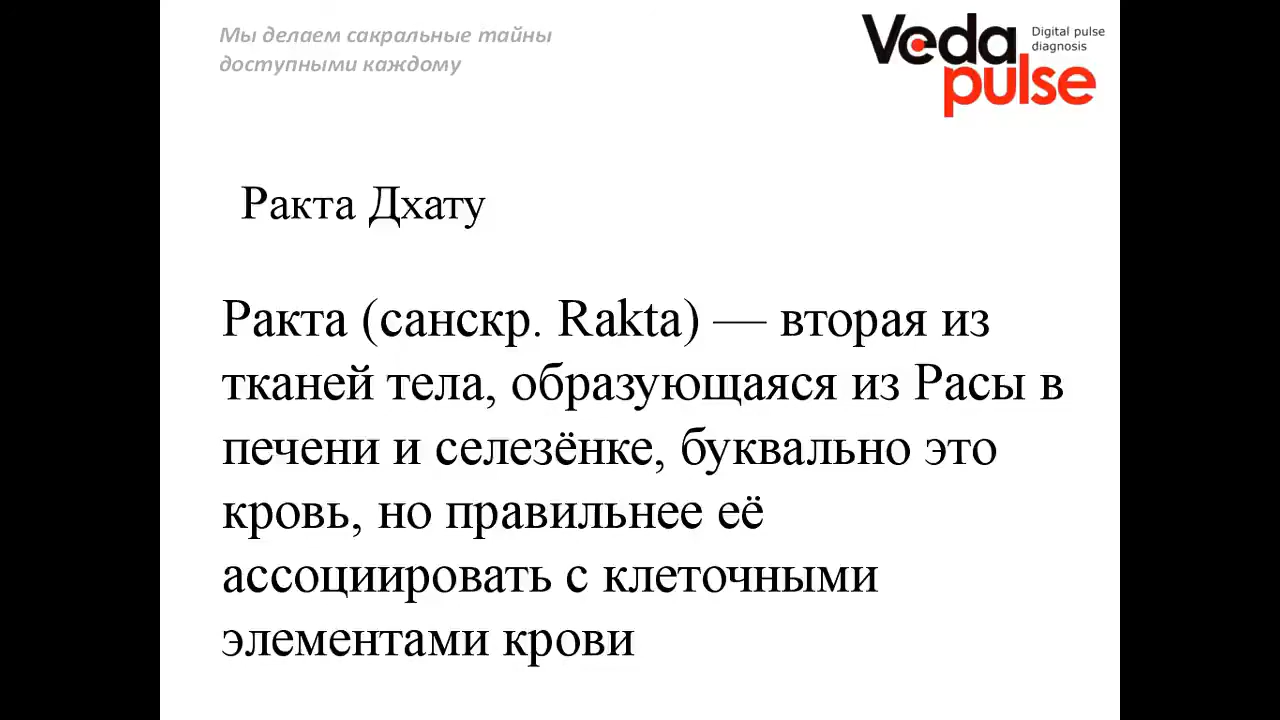 Мы делаем сакральные тайны
доступными каждому
Veda
pulse
Digital pulse
diagnosis
Ракта Дхату
Ракта (санскр. Rakta) — вторая из
тканей тела, образующаяся из Расы в
печени и селезёнке, буквально это
кровь, но правильнее её
ассоциировать с клеточными
элементами крови